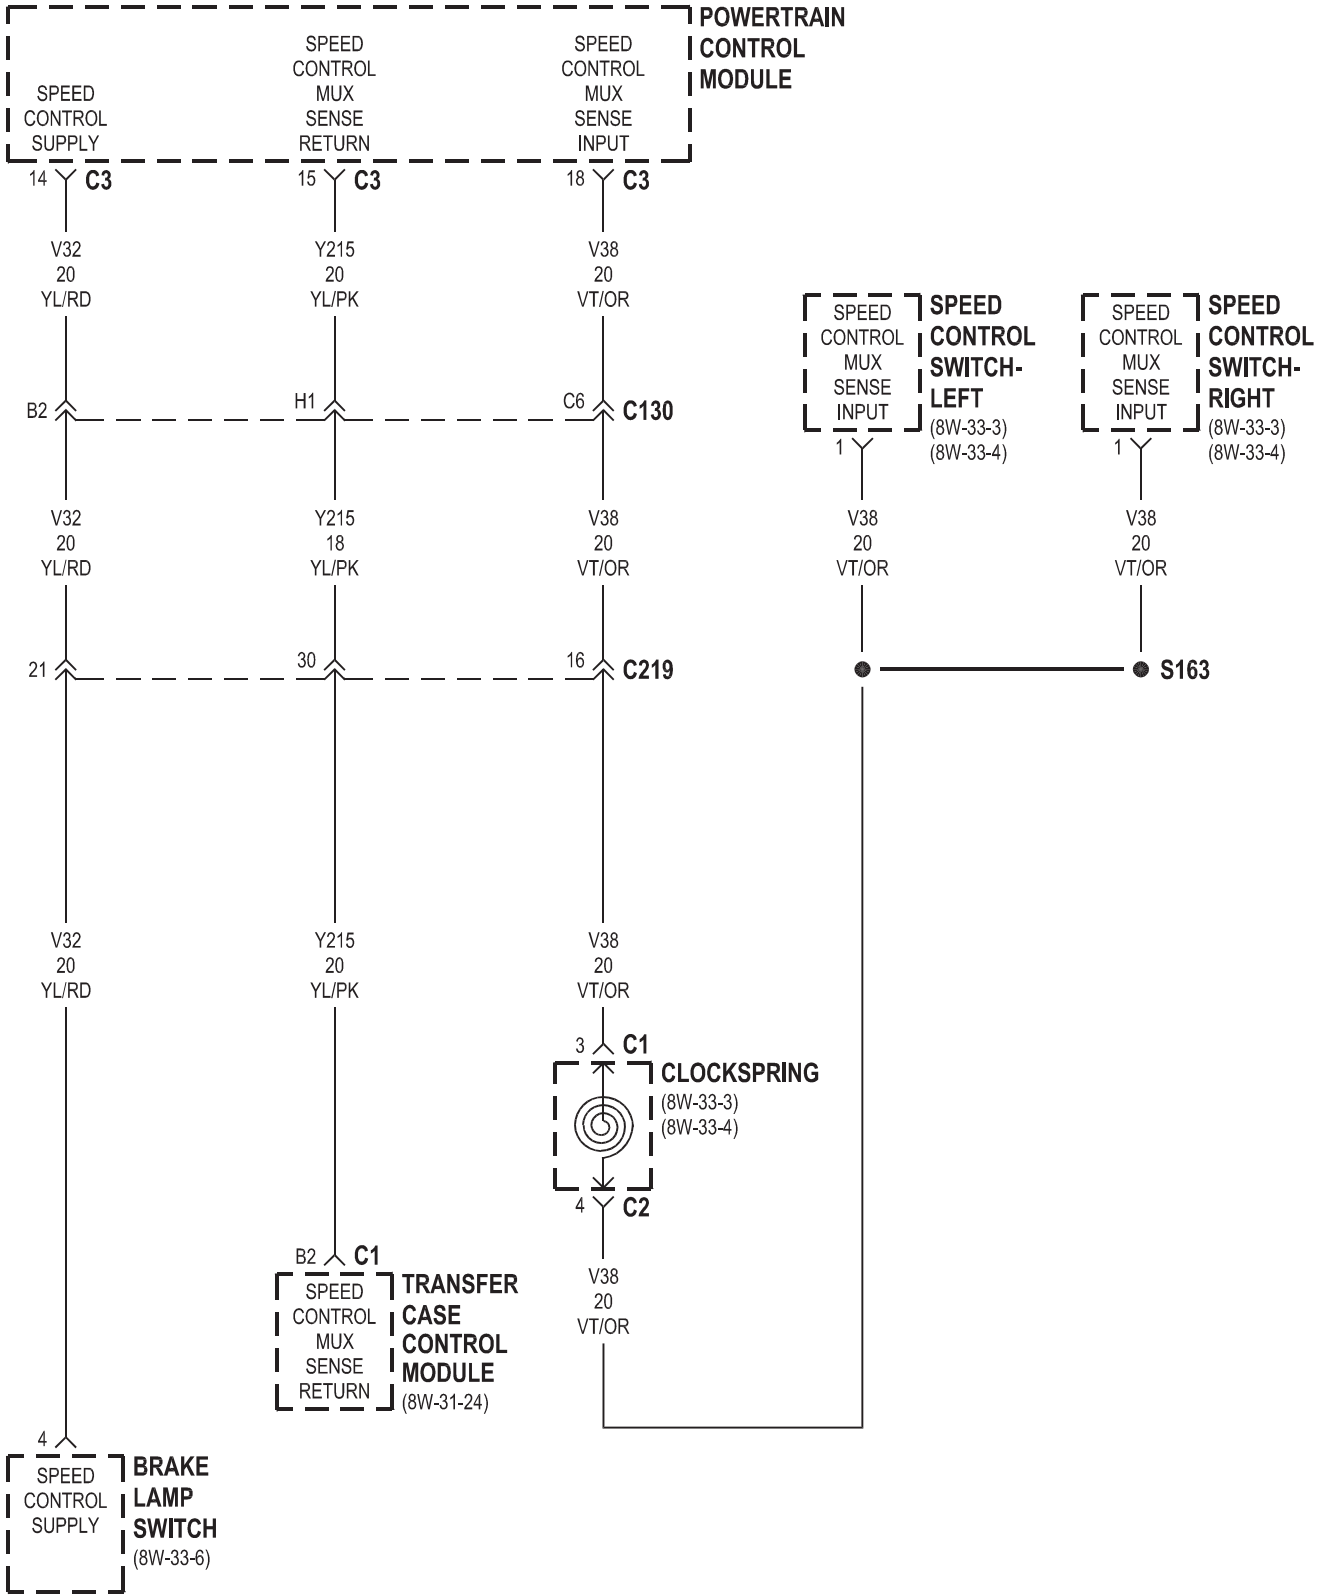 POWERTRAIN
CONTROL
MODULE
SPEED
CONTROL
SUPPLY
SPEED
CONTROL
MUX
SENSE
RETURN
SPEED
CONTROL
MUX
SENSE
INPUT
14 C3
15 C3
18 C3
V32
20
YL/RD
Y215
20
YL/PK
V38
20
VT/OR
B2
H1
C6
C130
V32
20
YL/RD
Y215
18
YL/PK
V38
20
VT/OR
21
30
16
C219
SPEED
CONTROL
MUX
SENSE
INPUT
SPEED
CONTROL
SWITCH-
LEFT
(8W-33-3)
(8W-33-4)
1
V38
20
VT/OR
SPEED
CONTROL
MUX
SENSE
INPUT
SPEED
CONTROL
SWITCH-
RIGHT
(8W-33-3)
(8W-33-4)
1
V38
20
VT/OR
S163
V32
20
YL/RD
Y215
20
YL/PK
V38
20
VT/OR
3 C1
CLOCKSPRING
(8W-33-3)
(8W-33-4)
4 C2
V38
20
VT/OR
B2 C1
SPEED
CONTROL
MUX
SENSE
RETURN
TRANSFER
CASE
CONTROL
MODULE
(8W-31-24)
4
SPEED
CONTROL
SUPPLY
BRAKE
LAMP
SWITCH
(8W-33-6)